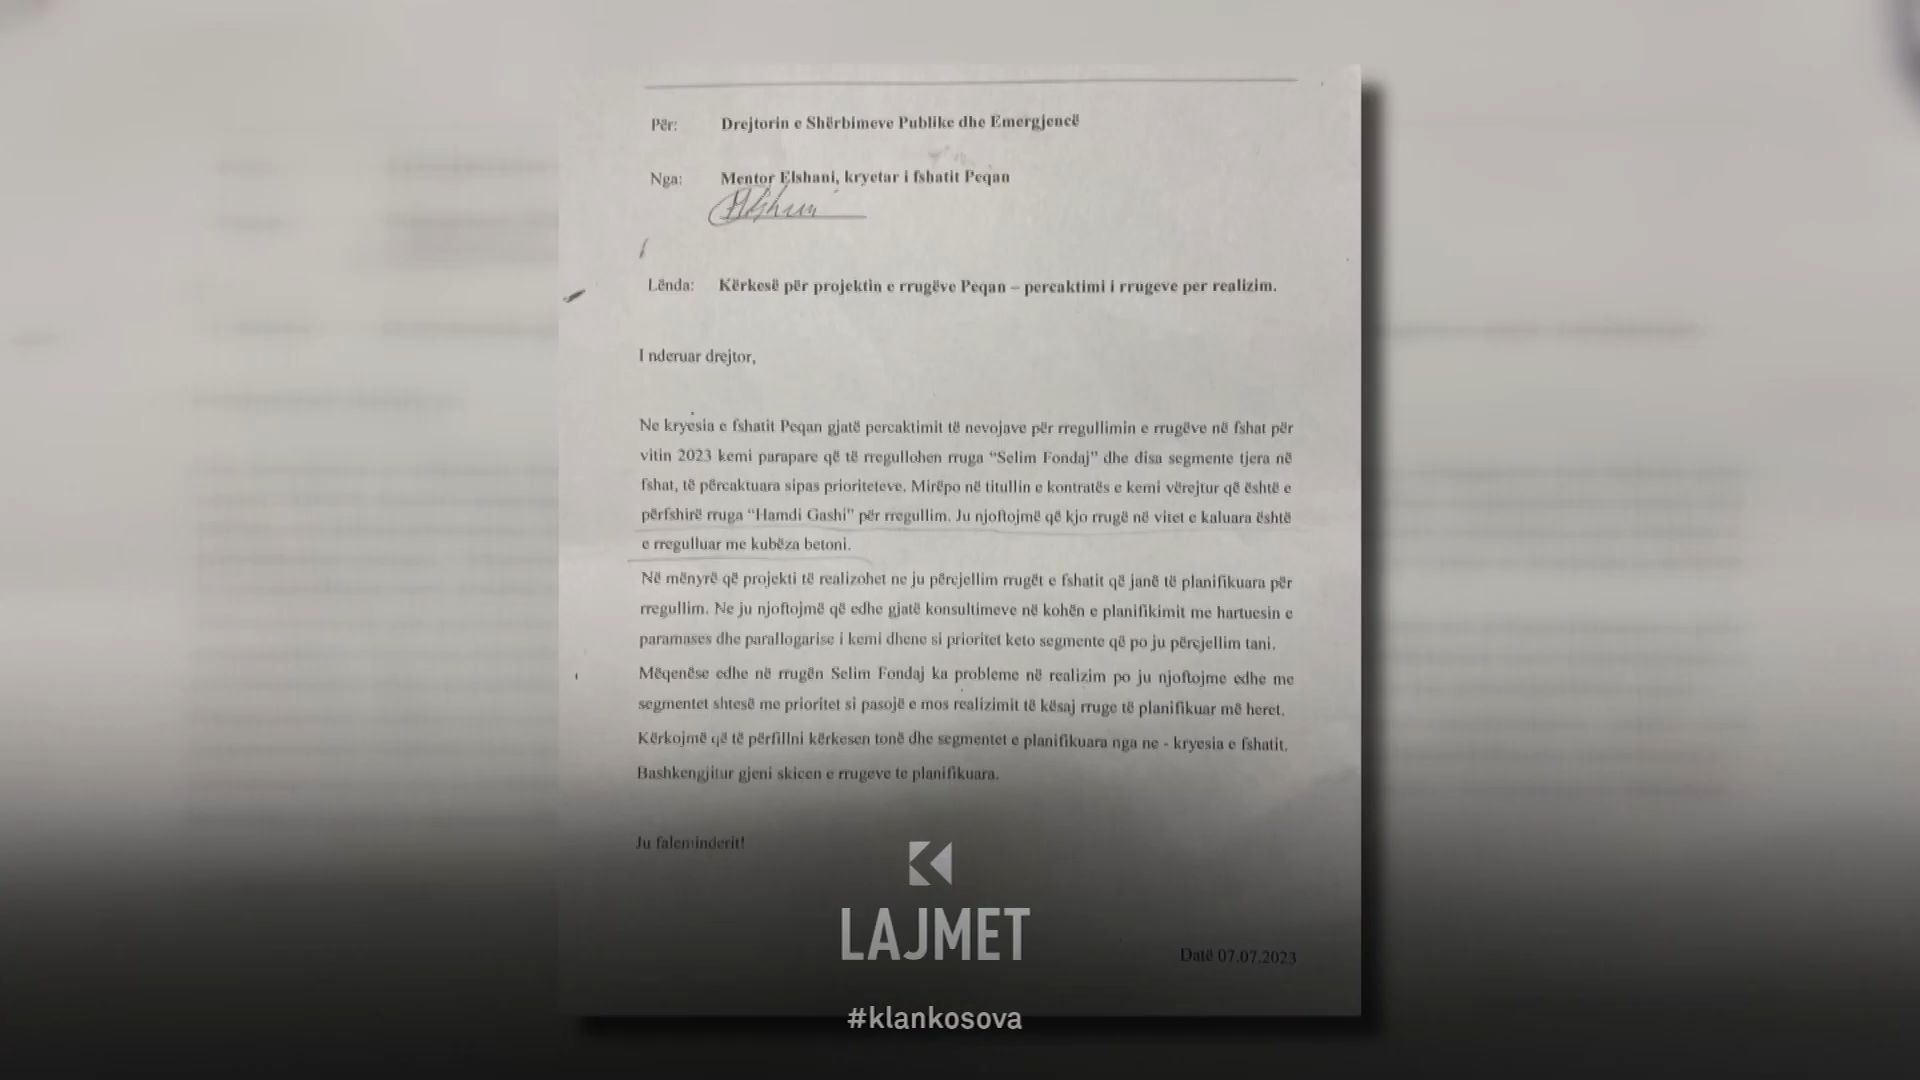 Për: Drejtorin e Shërbimeve Publike dhe Emergjencë
Nga: Mentor Elshani, kryetar i fshatit Peqan
Lënda: Kërkesë për projektin e rrugëve Peqan – percaktimi i rrugeve per realizim.
I nderuar drejtor,
Ne kryesia e fshatit Peqan gjatë percaktimit të nevojave për rregullimin e rrugëve në fshat për
vitin 2023 kemi parapare që të rregullohen rruga “Selim Fondaj” dhe disa segmente tjera në
fshat, të përcaktuara sipas prioriteteve. Mirëpo në titullin e kontratës e kemi vërejtur që është e
përfshirë rruga “Hamdi Gashi” për rregullim. Ju njoftojmë që kjo rrugë në vitet e kaluara është
e rregulluar me kubëza betoni.
Në mënyrë që projekti të realizohet ne ju përcjellim rrugët e fshatit që janë të planifikuara për
rregullim. Ne ju njoftojmë që edhe gjatë konsultimeve në kohën e planifikimit me hartuesin e
paramases dhe parallogarise i kemi dhene si prioritet keto segmente që po ju përcjellim tani.
Mëqenëse edhe në rrugën Selim Fondaj ka probleme në realizim po ju njoftojme edhe me
segmentet shtesë me prioritet si pasojë e mos realizimit të kësaj rruge të planifikuar më heret.
Kërkojmë që të përfillni kërkesen tonë dhe segmentet e planifikuara nga ne - kryesia e fshatit.
Bashkengjitur gjeni skicen e rrugeve te planifikuara.
Ju faleminderit!
LAJMET
Datë 07.07.2023
#klankosova